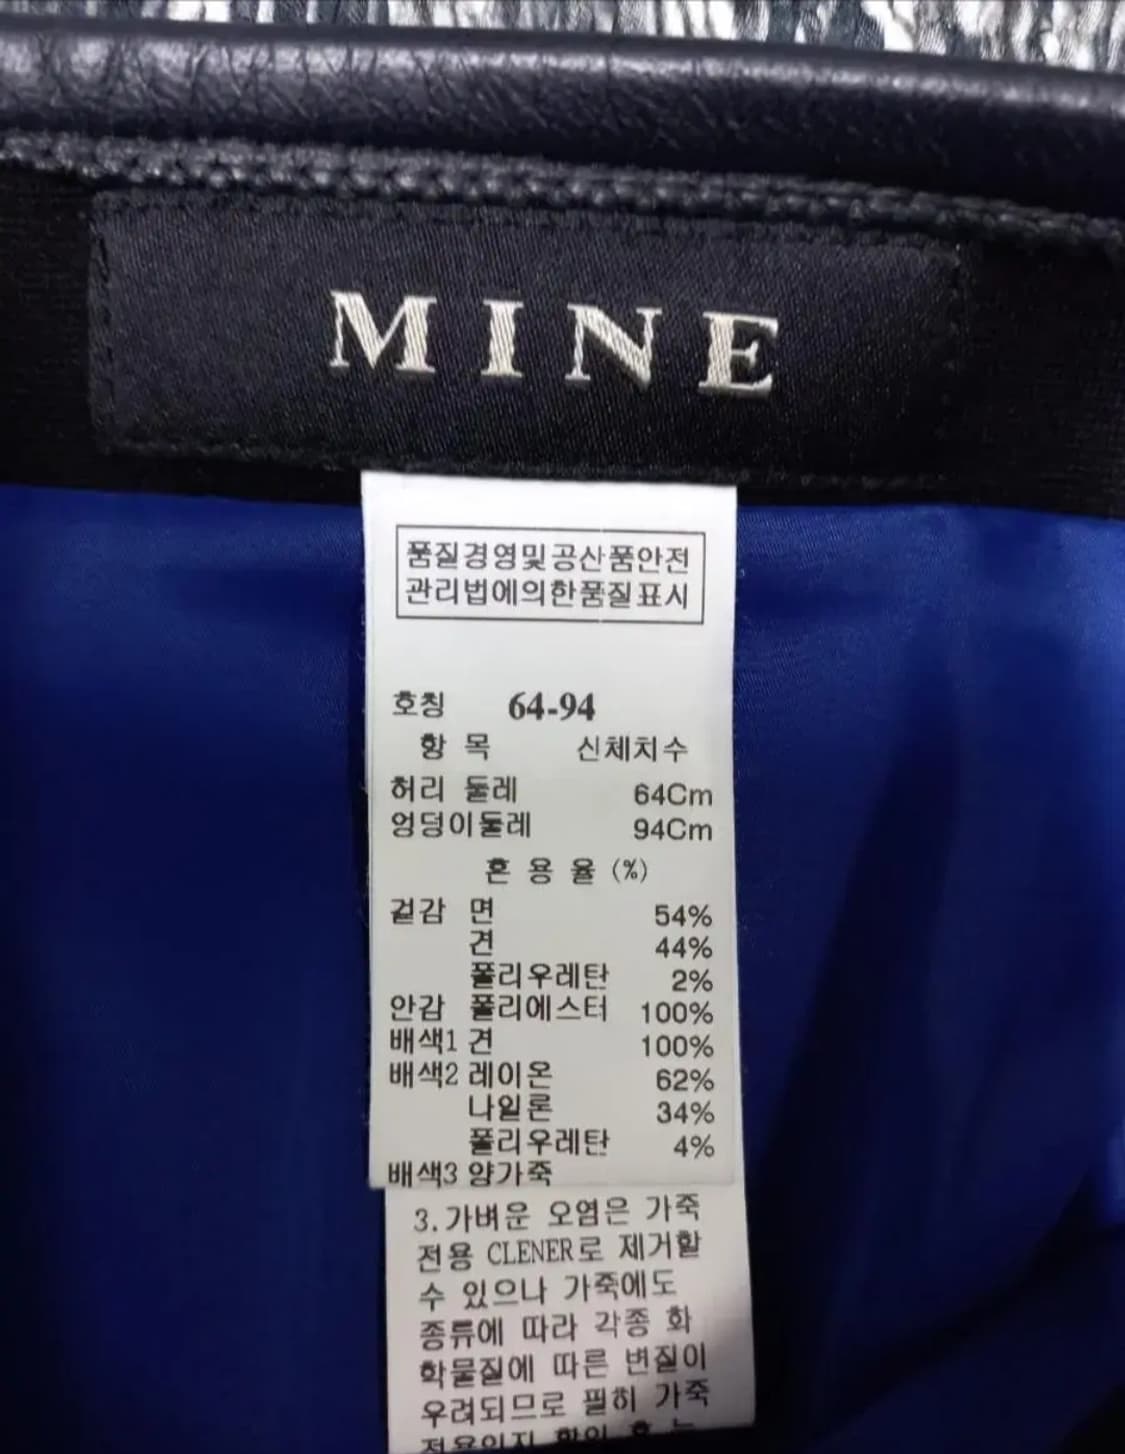 MINE
품질경영및공산품안전
관리법에의한품질표시
호칭 64-94
항 목 신체치수
허리 둘레 64Cm
엉덩이둘레 94Cm
혼 용 율 (%)
겉감 면 54%
견 44%
폴리우레탄 2%
안감 폴리에스터 100%
배색1 견 100%
배색2 레이온 62%
나일론 34%
폴리우레탄 4%
배색3 양가죽
3.가벼운 오염은 가죽
전용 CLENER로 제거할
수 있으나 가죽에도
종류에 따라 각종 화
학물질에 따른 변질이
우려되므로 필히 가죽
전용인지 확인 후